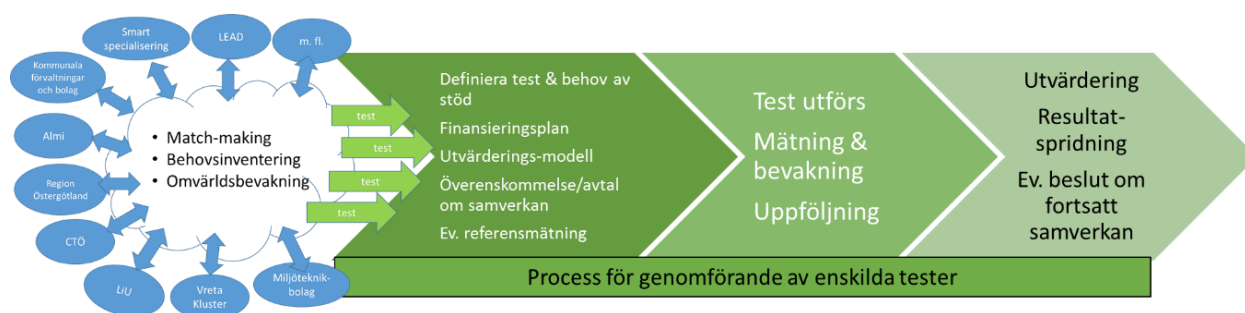 Smart
specialisering
LEAD
m. fl.
Kommunala
förvaltningar
och bolag
Almi
Region
Östergötland
CTÖ
LiU
Vreta
Kluster
Miljöteknik-
bolag
• Match-making
• Behovsinventering
• Omvärldsbevakning
test
test
test
test
Definiera test & behov av
stöd
Finansieringsplan
Utvärderings-modell
Överenskommelse/avtal
om samverkan
Ev. referensmätning
Test utförs
Mätning &
bevakning
Uppföljning
Utvärdering
Resultat-
spridning
Ev. beslut om
fortsatt
samverkan
Process för genomförande av enskilda tester